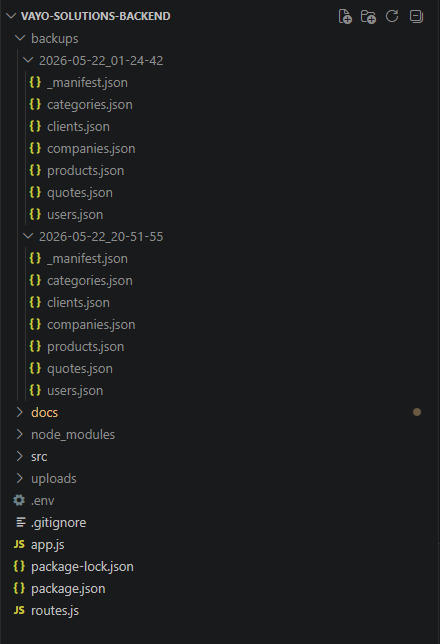 VAYO-SOLUTIONS-BACKEND
backups
2026-05-22_01-24-42
{} _manifest.json
{} categories.json
{} clients.json
{} companies.json
{} products.json
{} quotes.json
{} users.json
2026-05-22_20-51-55
{} _manifest.json
{} categories.json
{} clients.json
{} companies.json
{} products.json
{} quotes.json
{} users.json
docs
node_modules
src
uploads
.env
.gitignore
JS app.js
{} package-lock.json
{} package.json
JS routes.js